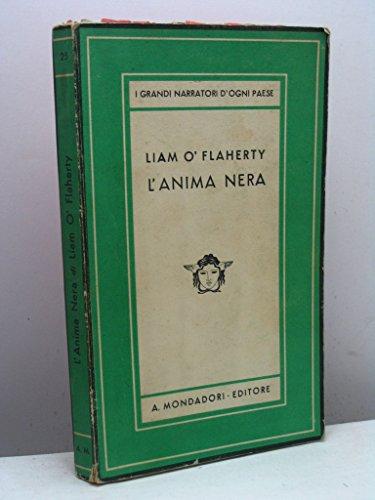 I GRANDI NARRATORI D'OGNI PAESE
LIAM O' FLAHERTY
L'ANIMA NERA
A. MONDADORI - EDITORE
25
L'Anima Nera di Liam O' Flaherty
A. M.